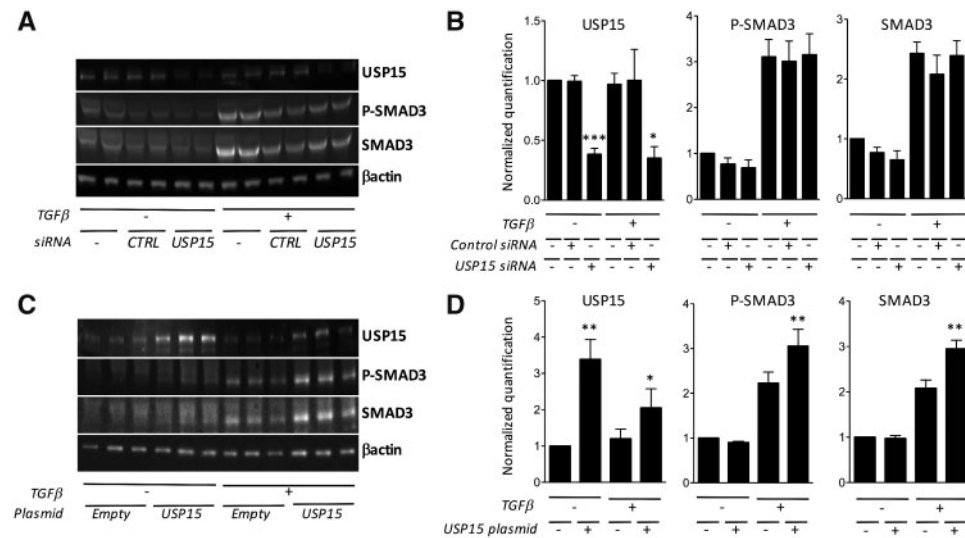 A
USP15
P-SMAD3
SMAD3
βactin
TGFβ - +
siRNA - CTRL USP15 - CTRL USP15
B
USP15 P-SMAD3 SMAD3
Normalized quantification
1.5
1.0
0.5
0.0
*** *
4
3
2
1
0
3
2
1
0
TGFβ - + - + - +
Control siRNA - + - - + - - + - - + - - + - - + -
USP15 siRNA - - + - - + - - + - - + - - + - - +
C
USP15
P-SMAD3
SMAD3
βactin
TGFβ - +
Plasmid Empty USP15 Empty USP15
D
USP15 P-SMAD3 SMAD3
Normalized quantification
5
4
3
2
1
0
** *
4
3
2
1
0
**
4
3
2
1
0
**
TGFβ - + - + - +
USP15 plasmid - + - + - + - + - + - +